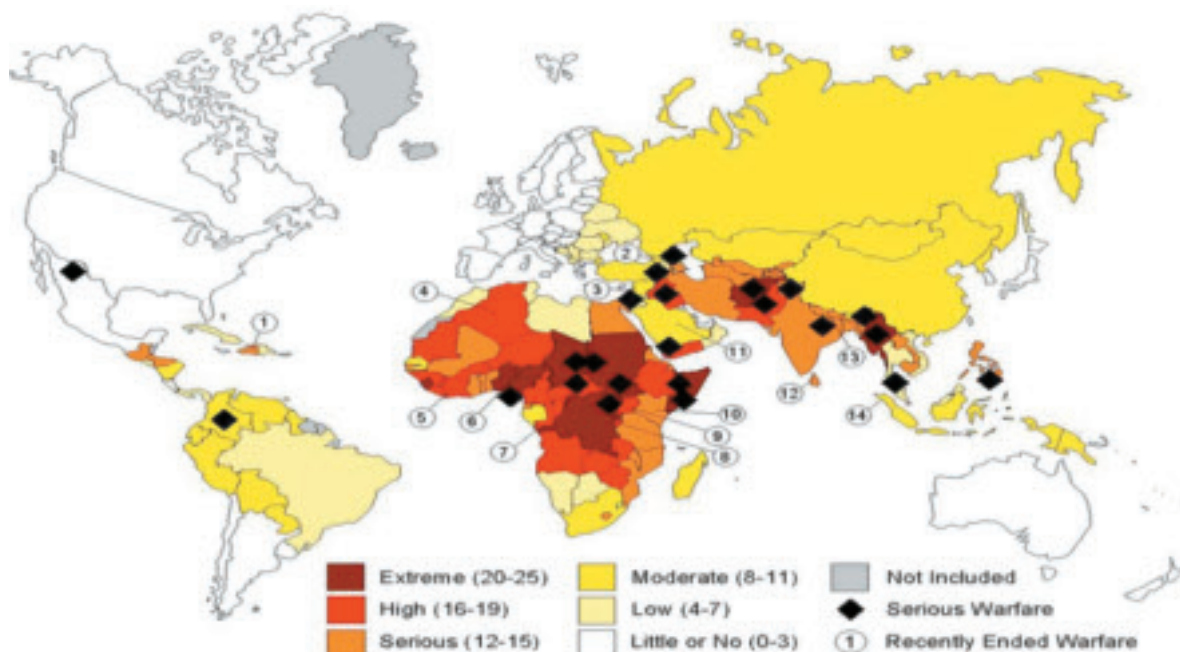 1
2
3
4
11
13
12
14
5
6
10
9
7
8
Extreme (20-25)
Moderate (8-11)
Not Included
High (16-19)
Low (4-7)
Serious Warfare
Serious (12-15)
Little or No (0-3)
1 Recently Ended Warfare